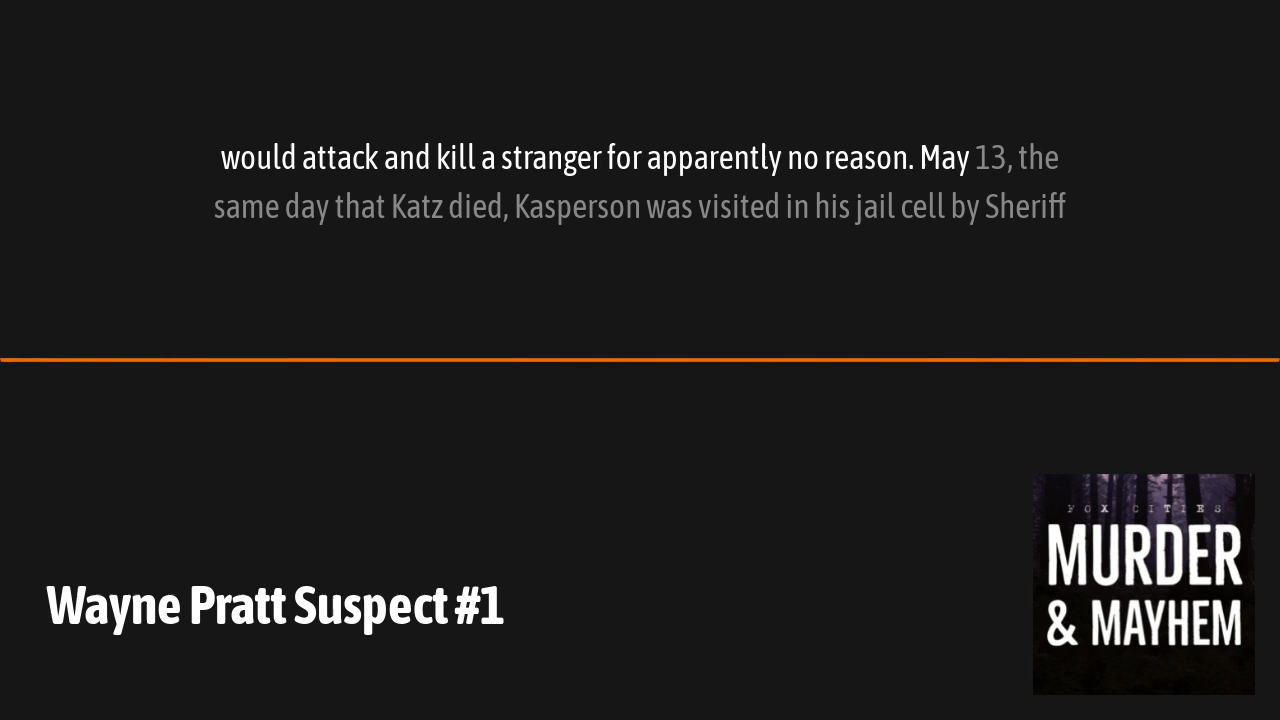 would attack and kill a stranger for apparently no reason. May 13, the
same day that Katz died, Kasperson was visited in his jail cell by Sheriff
Wayne Pratt Suspect #1
FOX CITIES
MURDER
& MAYHEM